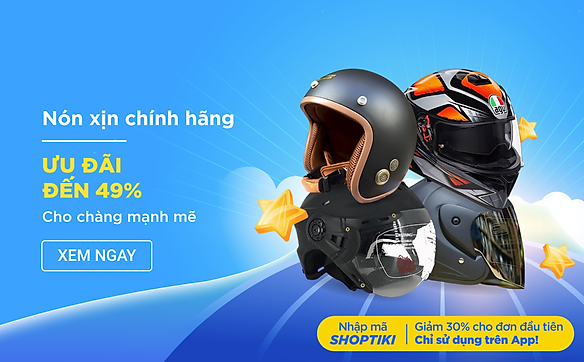 Nón xịn chính hãng
ƯU ĐÃI
ĐẾN 49%
Cho chàng mạnh mẽ
XEM NGAY
agv
Nhập mã
SHOPTIKI
Giảm 30% cho đơn đầu tiên
Chỉ sử dụng trên App!